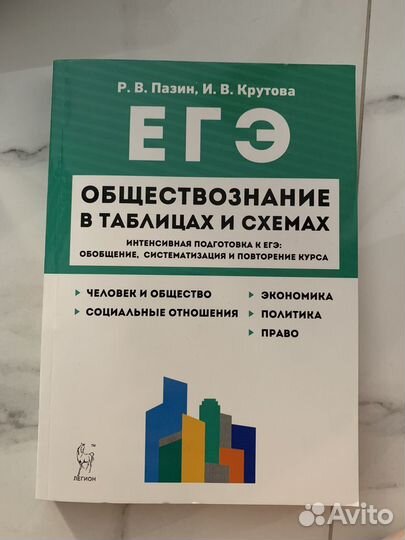 Р. В. Пазин, И. В. Крутова
ЕГЭ
ОБЩЕСТВОЗНАНИЕ
В ТАБЛИЦАХ И СХЕМАХ
ИНТЕНСИВНАЯ ПОДГОТОВКА К ЕГЭ:
ОБОБЩЕНИЕ, СИСТЕМАТИЗАЦИЯ И ПОВТОРЕНИЕ КУРСА
ЧЕЛОВЕК И ОБЩЕСТВО
СОЦИАЛЬНЫЕ ОТНОШЕНИЯ
ЭКОНОМИКА
ПОЛИТИКА
ПРАВО
ТМ
ЛЕГИОН
Avito